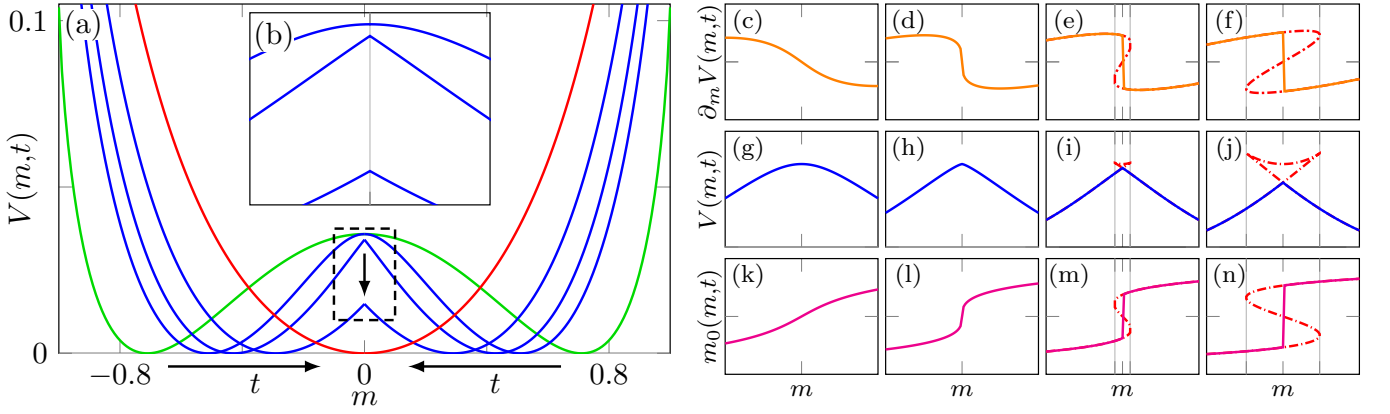 0.1
(a)
(b)
V(m,t)
0
−0.8
t
0
m
t
0.8
∂ₘV(m,t)
(c)
(d)
(e)
(f)
V(m,t)
(g)
(h)
(i)
(j)
m₀(m,t)
(k)
(l)
(m)
(n)
m
m
m
m